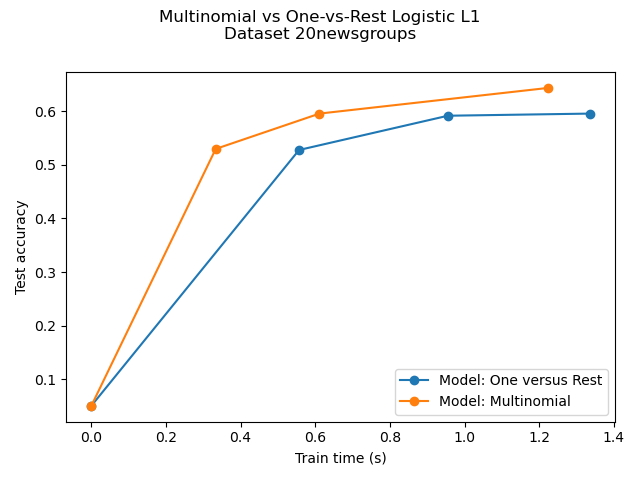 Multinomial vs One-vs-Rest Logistic L1
Dataset 20newsgroups
0.6
0.5
0.4
0.3
0.2
0.1
Test accuracy
Model: One versus Rest
Model: Multinomial
0.0 0.2 0.4 0.6 0.8 1.0 1.2 1.4
Train time (s)